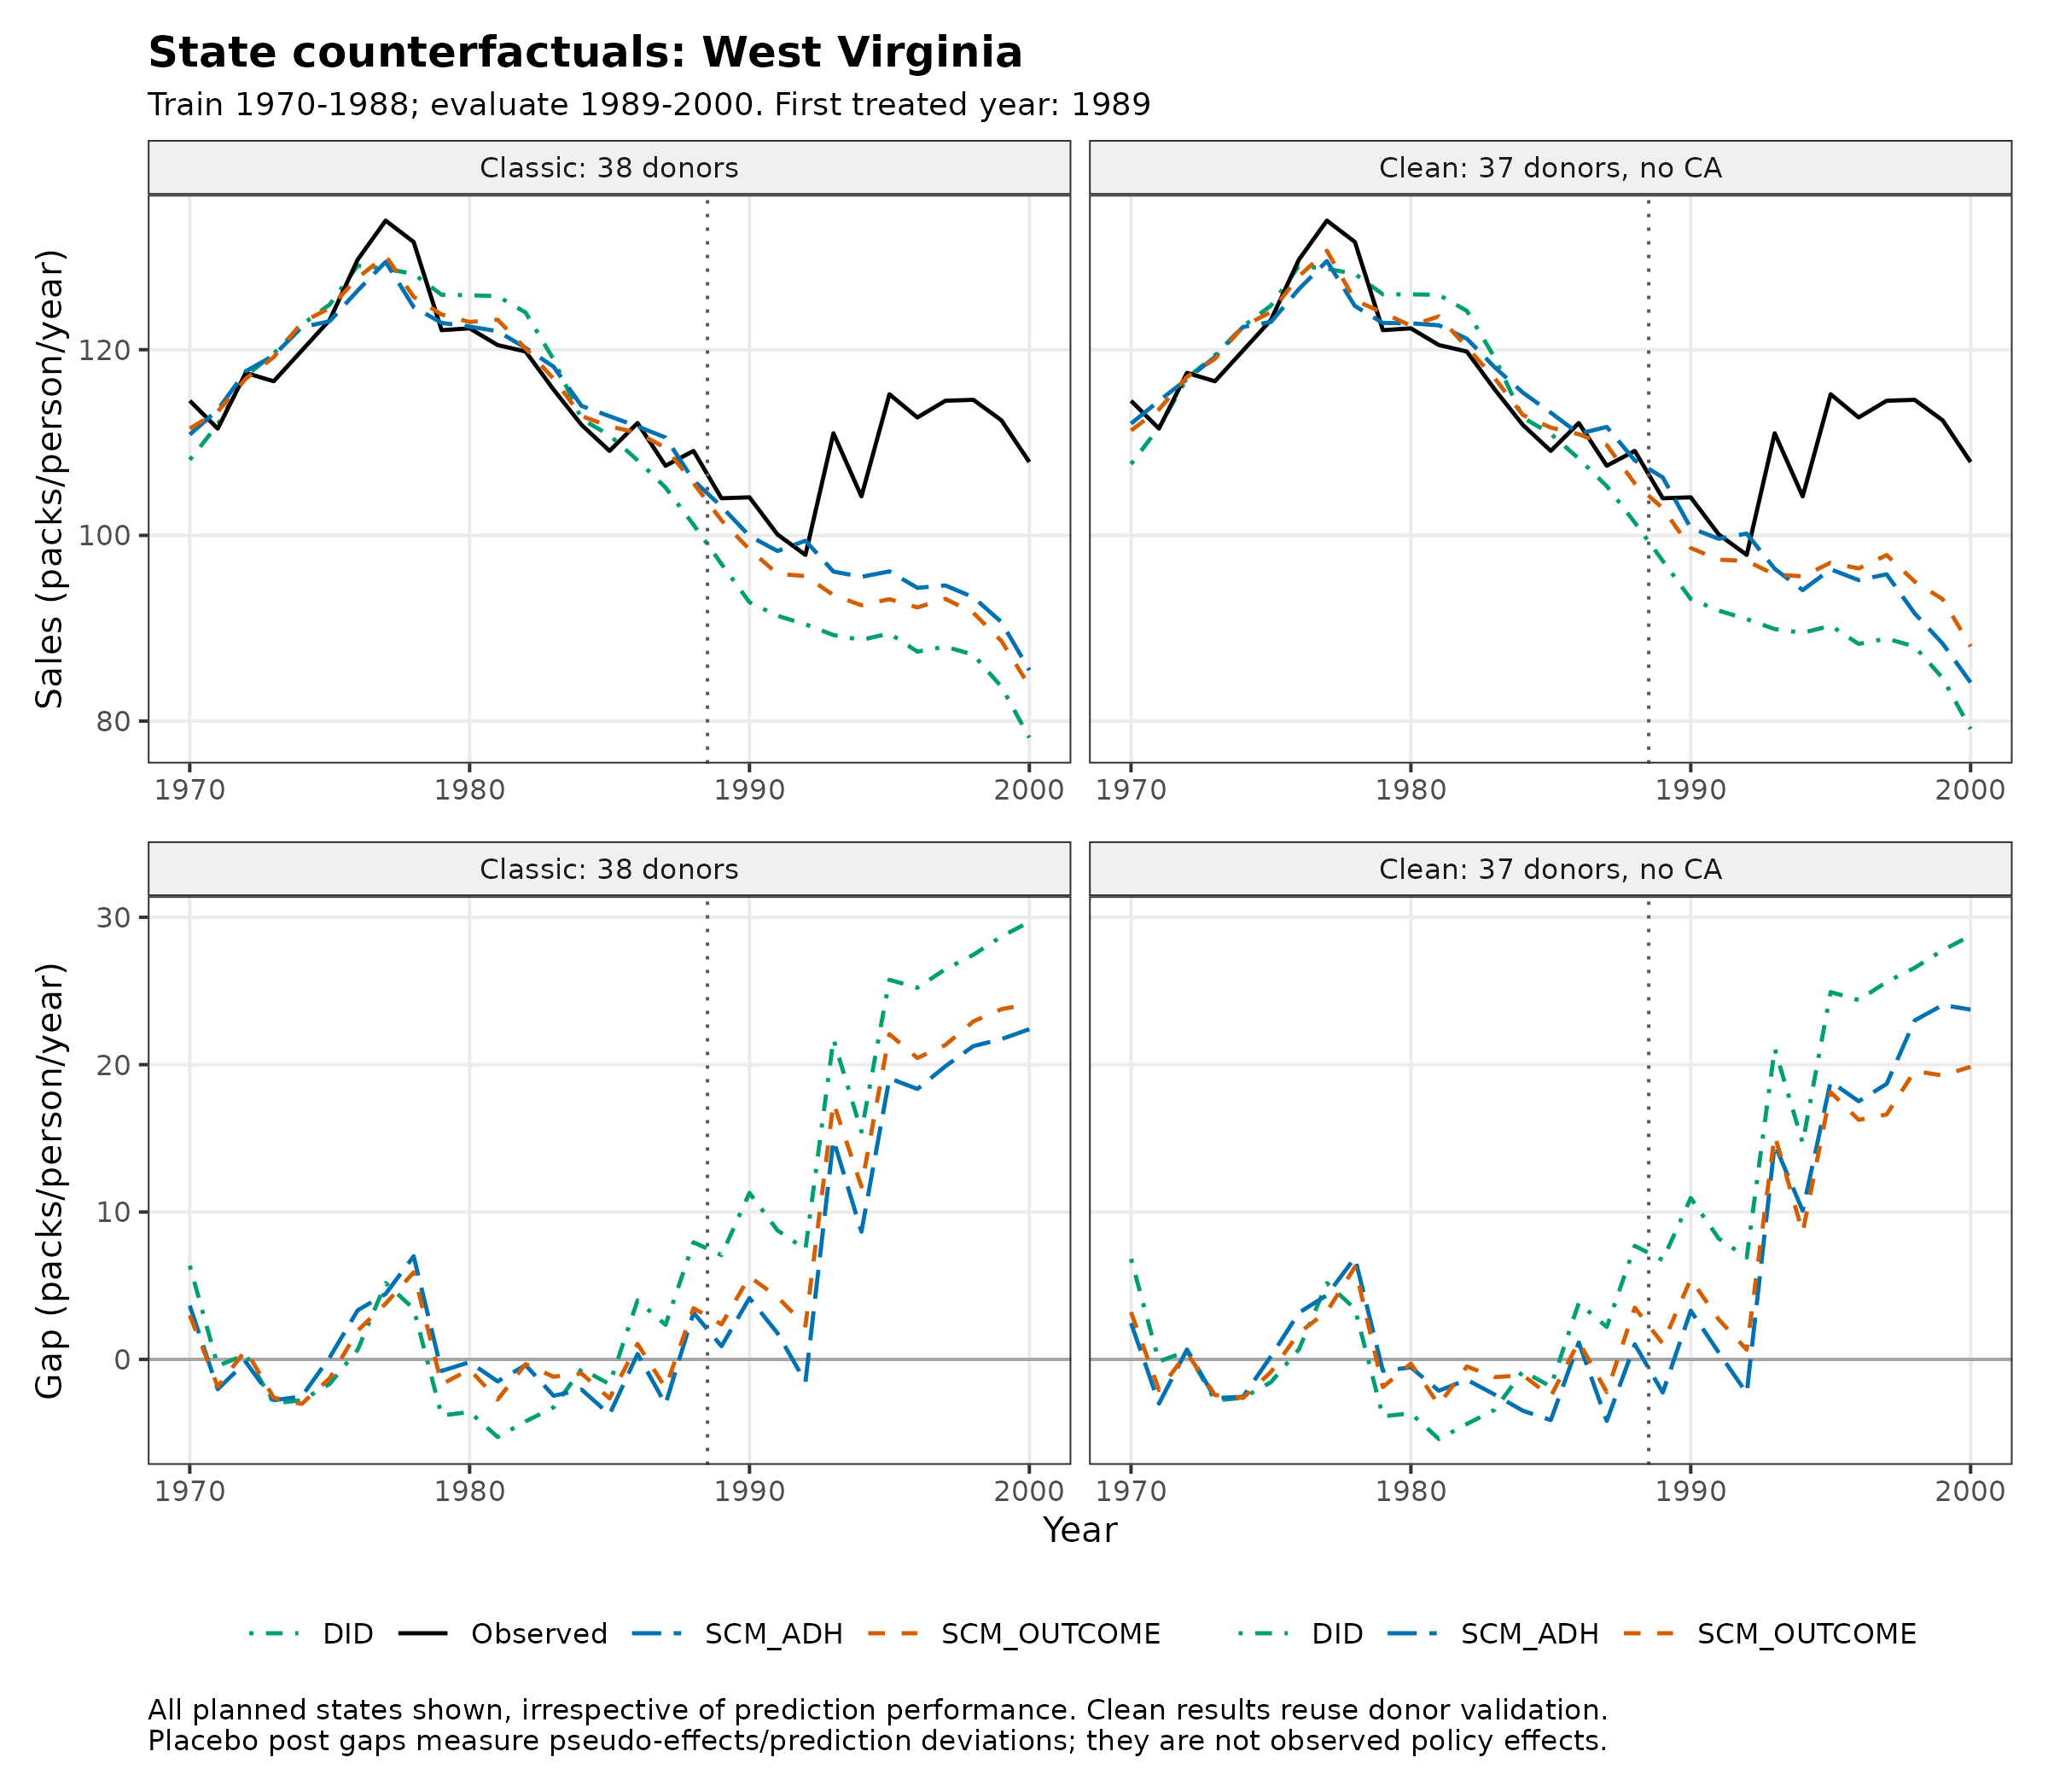 State counterfactuals: West Virginia
Train 1970-1988; evaluate 1989-2000. First treated year: 1989
Classic: 38 donors
Clean: 37 donors, no CA
Sales (packs/person/year)
120
100
80
1970 1980 1990 2000
1970 1980 1990 2000
Classic: 38 donors
Clean: 37 donors, no CA
Gap (packs/person/year)
30
20
10
0
1970 1980 1990 2000
1970 1980 1990 2000
Year
DID Observed SCM_ADH SCM_OUTCOME
DID SCM_ADH SCM_OUTCOME
All planned states shown, irrespective of prediction performance. Clean results reuse donor validation.
Placebo post gaps measure pseudo-effects/prediction deviations; they are not observed policy effects.